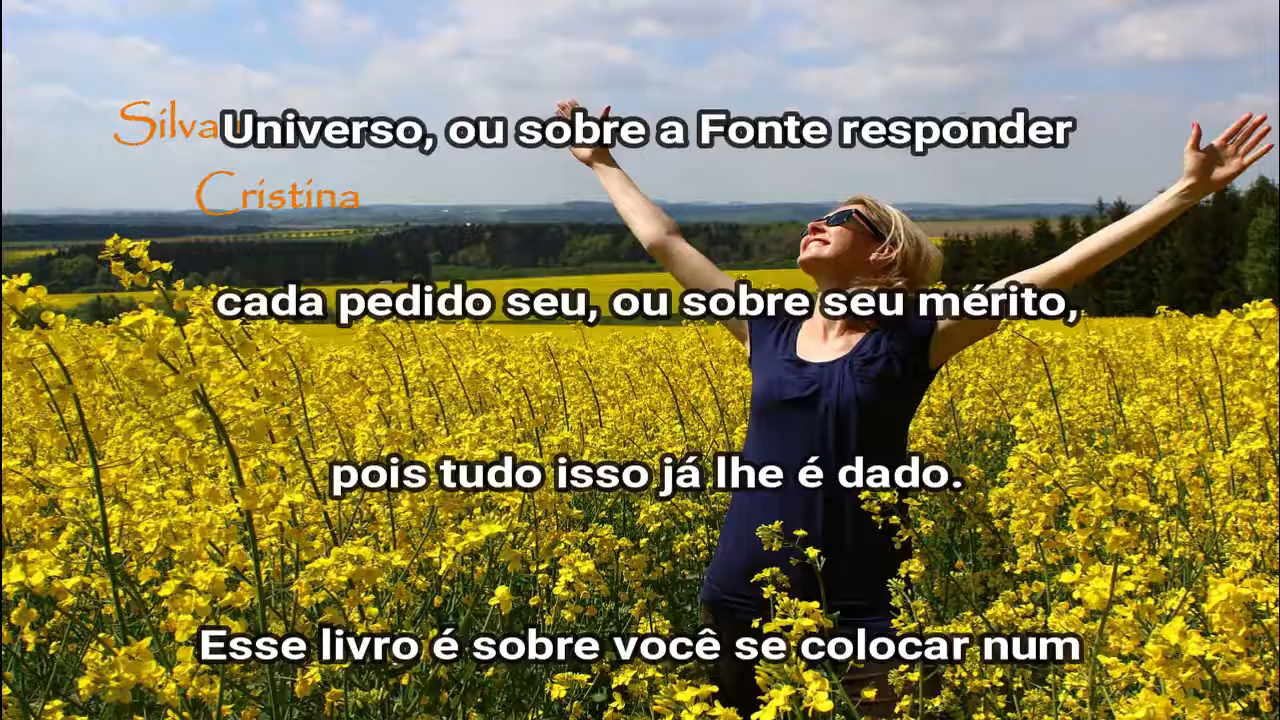 Silva
Cristina
Universo, ou sobre a Fonte responder
cada pedido seu, ou sobre seu mérito,
pois tudo isso já lhe é dado.
Esse livro é sobre você se colocar num